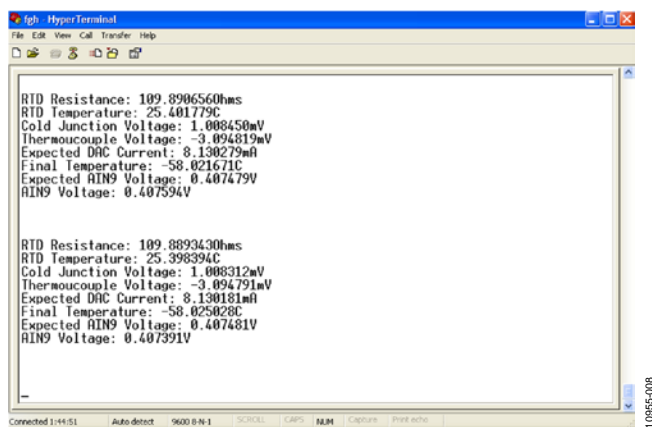 fgh - HyperTerminal
File Edit View Call Transfer Help
RTD Resistance: 109.890656Ohms
RTD Temperature: 25.401779C
Cold Junction Voltage: 1.008450mV
Thermoucouple Voltage: -3.094819mV
Expected DAC Current: 8.130279mA
Final Temperature: -58.021671C
Expected AIN9 Voltage: 0.407479V
AIN9 Voltage: 0.407594V
RTD Resistance: 109.889343Ohms
RTD Temperature: 25.398394C
Cold Junction Voltage: 1.008312mV
Thermoucouple Voltage: -3.094791mV
Expected DAC Current: 8.130181mA
Final Temperature: -58.025028C
Expected AIN9 Voltage: 0.407481V
AIN9 Voltage: 0.407391V
_
Connected 1:44:51 Auto detect 9600 8-N-1 SCROLL CAPS NUM Capture Print echo
10955-008